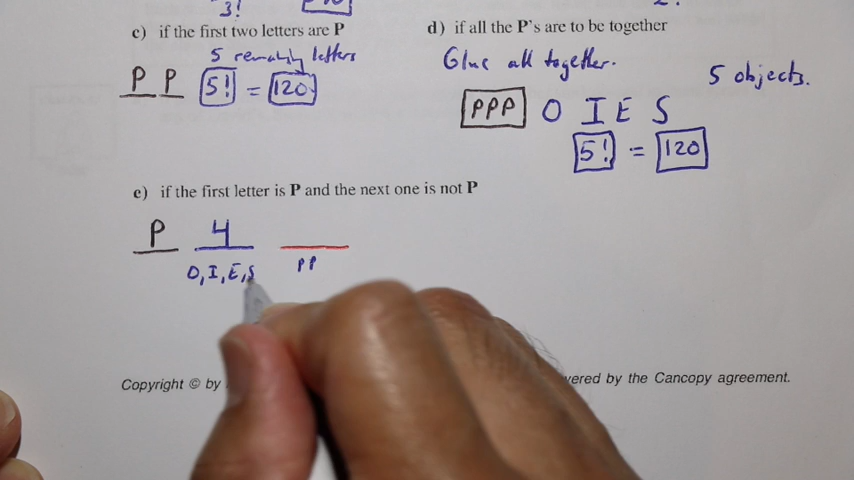 3!
c) if the first two letters are P
5 remaining letters
P P 5! = 120
d) if all the P's are to be together
Glue all together.
5 objects.
PPP O I E S
5! = 120
e) if the first letter is P and the next one is not P
P 4
O, I, E, S PP
Copyright © by
vered by the Cancopy agreement.